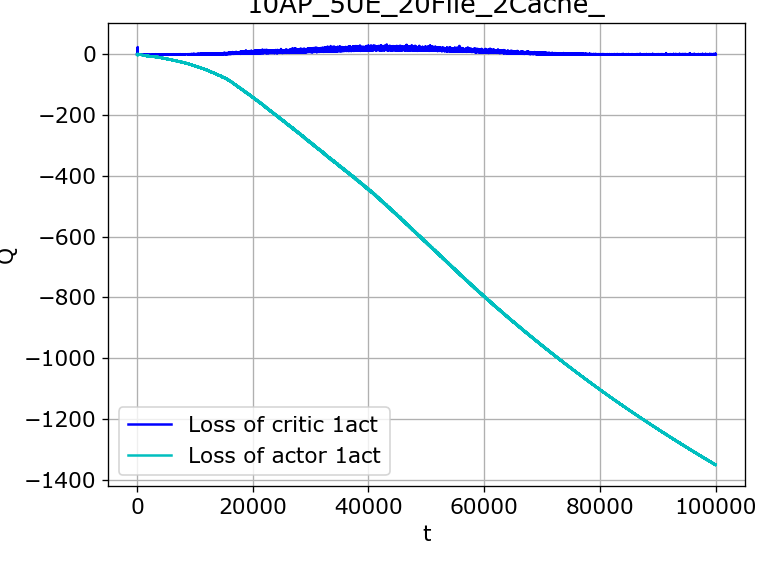 10AP_5UE_20File_2Cache_
0
−200
−400
−600
−800
−1000
−1200
−1400
Q
Loss of critic 1act
Loss of actor 1act
0 20000 40000 60000 80000 100000
t